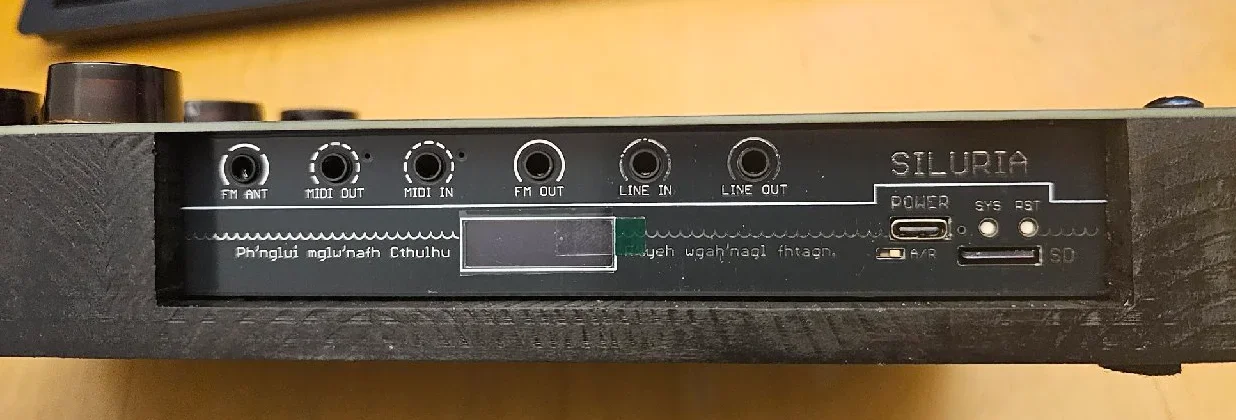 FM ANT
MIDI OUT
MIDI IN
FM OUT
LINE IN
LINE OUT
SILURIA
POWER
SYS
RST
Ph'nglui mglw'nafh Cthulhu
wgah'nagl fhtagn.
A/R
SD